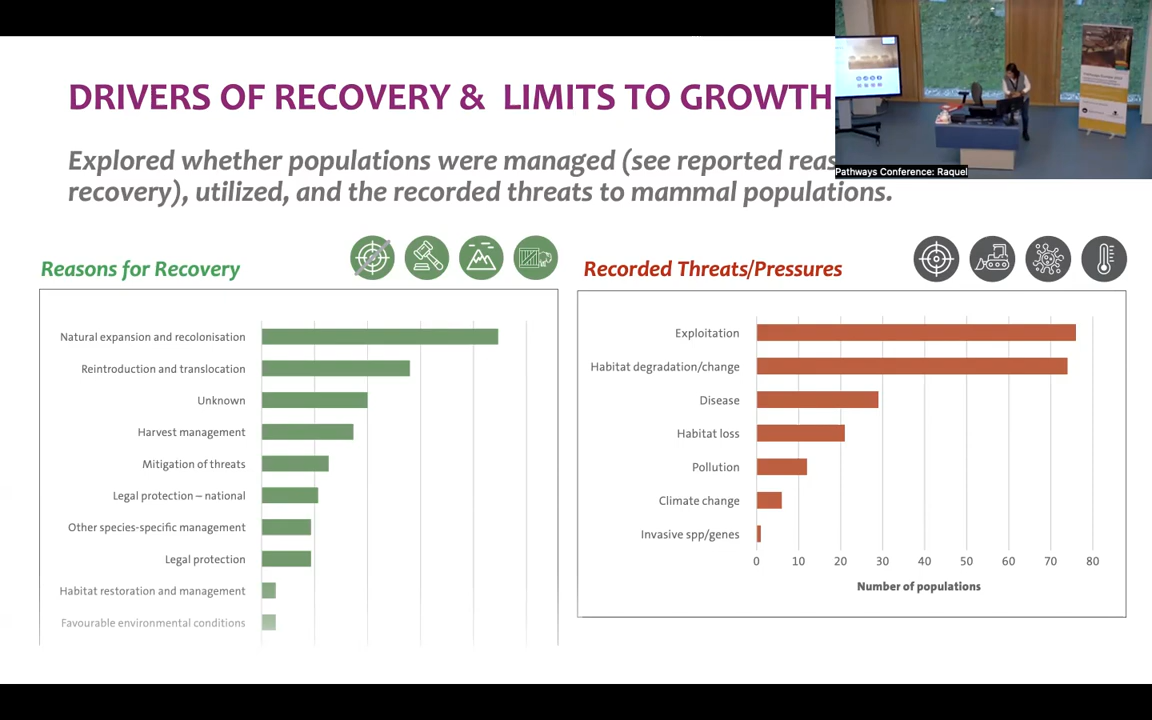 DRIVERS OF RECOVERY & LIMITS TO GROWTH
Explored whether populations were managed (see reported
recovery), utilized, and the recorded threats to mammal populations.
Pathways Conference: Raquel
Reasons for Recovery
Natural expansion and recolonisation
Reintroduction and translocation
Unknown
Harvest management
Mitigation of threats
Legal protection – national
Other species-specific management
Legal protection
Habitat restoration and management
Favourable environmental conditions
Recorded Threats/Pressures
Exploitation
Habitat degradation/change
Disease
Habitat loss
Pollution
Climate change
Invasive spp/genes
0 10 20 30 40 50 60 70 80
Number of populations